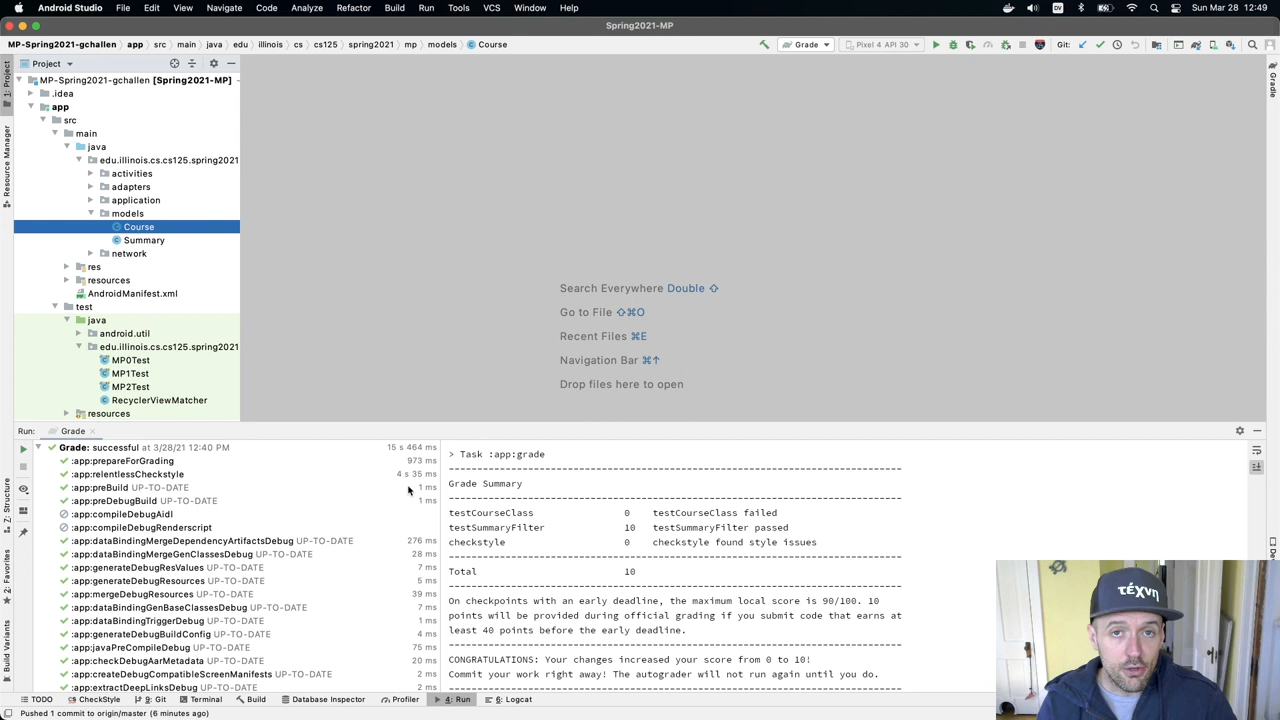 Android Studio File Edit View Navigate Code Analyze Refactor Build Run Tools VCS Window Help DV Sun Mar 28 12:49
Spring2021-MP
MP-Spring2021-gchallen app src main java edu illinois cs cs125 spring2021 mp models Course Grade Pixel 4 API 30 Git:
Project
MP-Spring2021-gchallen [Spring2021-MP]
.idea
app
src
main
java
edu.illinois.cs.cs125.spring2021
activities
adapters
application
models
Course
Summary
network
res
resources
AndroidManifest.xml
test
java
android.util
edu.illinois.cs.cs125.spring2021
MP0Test
MP1Test
MP2Test
RecyclerViewMatcher
resources
1: Project
Resource Manager
Z: Structure
2: Favorites
Build Variants
Gradle
Search Everywhere Double ⇧
Go to File ⇧⌘O
Recent Files ⌘E
Navigation Bar ⌘↑
Drop files here to open
Run: Grade
Grade: successful at 3/28/21 12:40 PM 15 s 464 ms
:app:prepareForGrading 973 ms
:app:relentlessCheckstyle 4 s 35 ms
:app:preBuild UP-TO-DATE 1 ms
:app:preDebugBuild UP-TO-DATE 1 ms
:app:compileDebugAidl
:app:compileDebugRenderscript
:app:dataBindingMergeDependencyArtifactsDebug UP-TO-DATE 276 ms
:app:dataBindingMergeGenClassesDebug UP-TO-DATE 28 ms
:app:generateDebugResValues UP-TO-DATE 7 ms
:app:generateDebugResources UP-TO-DATE 5 ms
:app:mergeDebugResources UP-TO-DATE 39 ms
:app:dataBindingGenBaseClassesDebug UP-TO-DATE 7 ms
:app:dataBindingTriggerDebug UP-TO-DATE 1 ms
:app:generateDebugBuildConfig UP-TO-DATE 4 ms
:app:javaPreCompileDebug UP-TO-DATE 75 ms
:app:checkDebugAarMetadata UP-TO-DATE 20 ms
:app:createDebugCompatibleScreenManifests UP-TO-DATE 2 ms
:app:extractDeepLinksDebug UP-TO-DATE 2 ms
> Task :app:grade
Grade Summary
testCourseClass 0 testCourseClass failed
testSummaryFilter 10 testSummaryFilter passed
checkstyle 0 checkstyle found style issues
Total 10
On checkpoints with an early deadline, the maximum local score is 90/100. 10
points will be provided during official grading if you submit code that earns at
least 40 points before the early deadline.
CONGRATULATIONS: Your changes increased your score from 0 to 10!
Commit your work right away! The autograder will not run again until you do.
τέχνη
TODO CheckStyle 9: Git Terminal Build Database Inspector Profiler 4: Run 6: Logcat
Pushed 1 commit to origin/master (6 minutes ago)